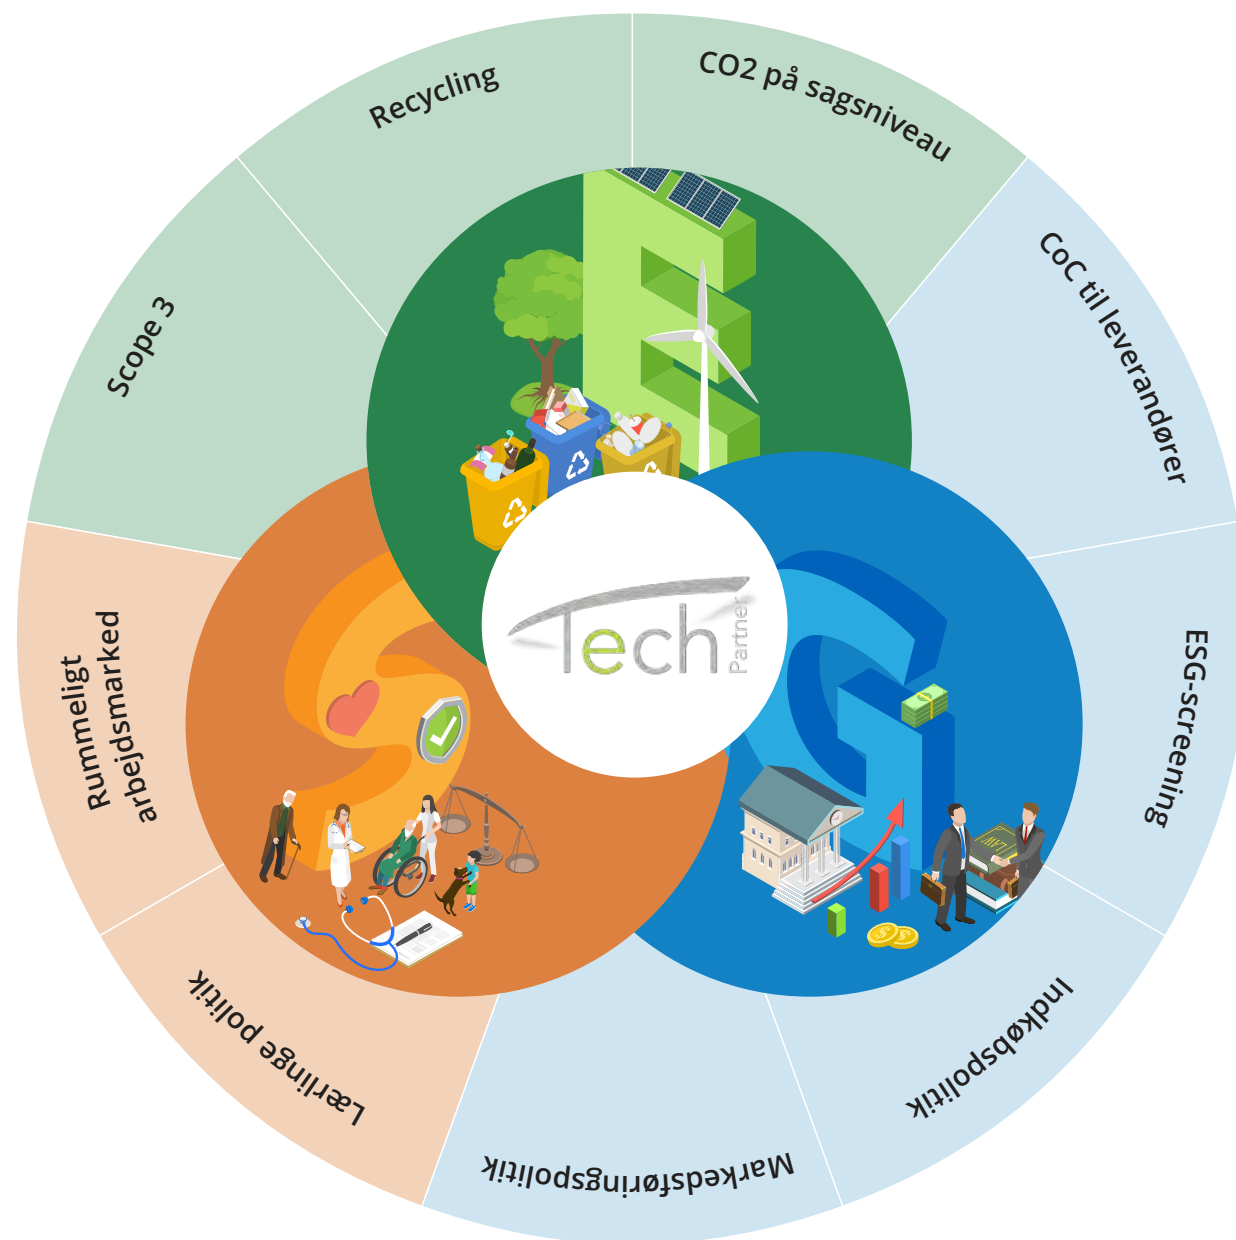 CO2 på sagsniveau
CoC til leverandører
ESG-screening
Indkøbspolitik
Markedsføringspolitik
Lærlinge politik
Rummeligt
arbejdsmarked
Scope 3
Recycling
E
S
G
Tech
Partner
LAW